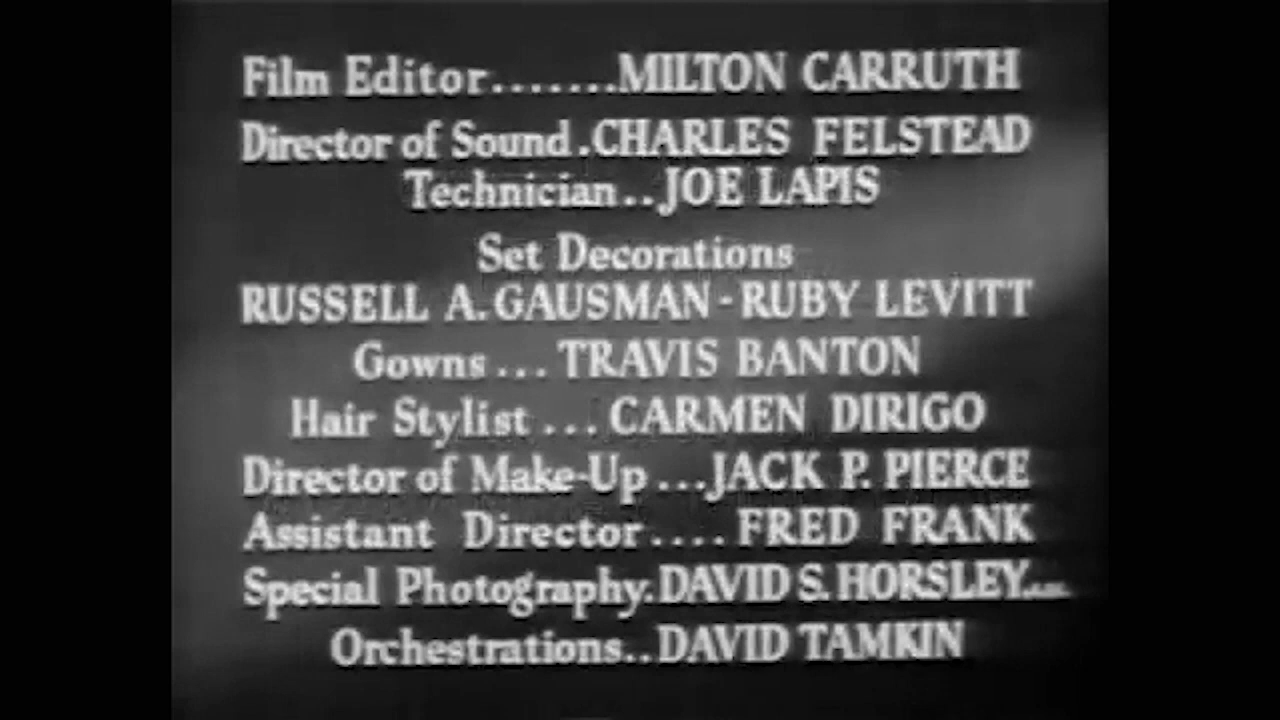 Film Editor.......MILTON CARRUTH
Director of Sound.CHARLES FELSTEAD
Technician..JOE LAPIS
Set Decorations
RUSSELL A. GAUSMAN-RUBY LEVITT
Gowns...TRAVIS BANTON
Hair Stylist...CARMEN DIRIGO
Director of Make-Up...JACK P. PIERCE
Assistant Director....FRED FRANK
Special Photography.DAVID S. HORSLEY,
Orchestrations..DAVID TAMKIN